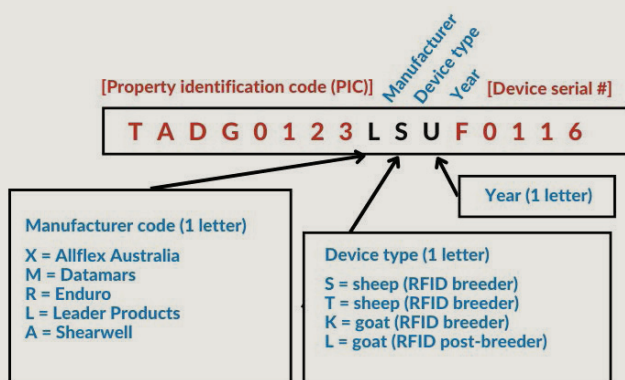 Manufacturer
Device type
Year
[Property identification code (PIC)]
[Device serial #]
T A D G 0 1 2 3 L S U F 0 1 1 6
Year (1 letter)
Manufacturer code (1 letter)
X = Allflex Australia
M = Datamars
R = Enduro
L = Leader Products
A = Shearwell
Device type (1 letter)
S = sheep (RFID breeder)
T = sheep (RFID breeder)
K = goat (RFID breeder)
L = goat (RFID post-breeder)